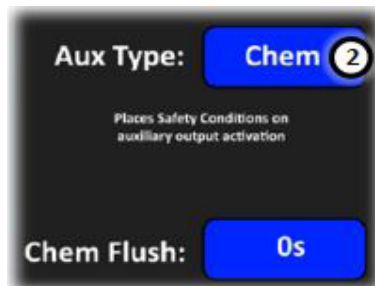 Aux Type: Chem 2
Places Safety Conditions on
auxiliary output activation
Chem Flush: 0s